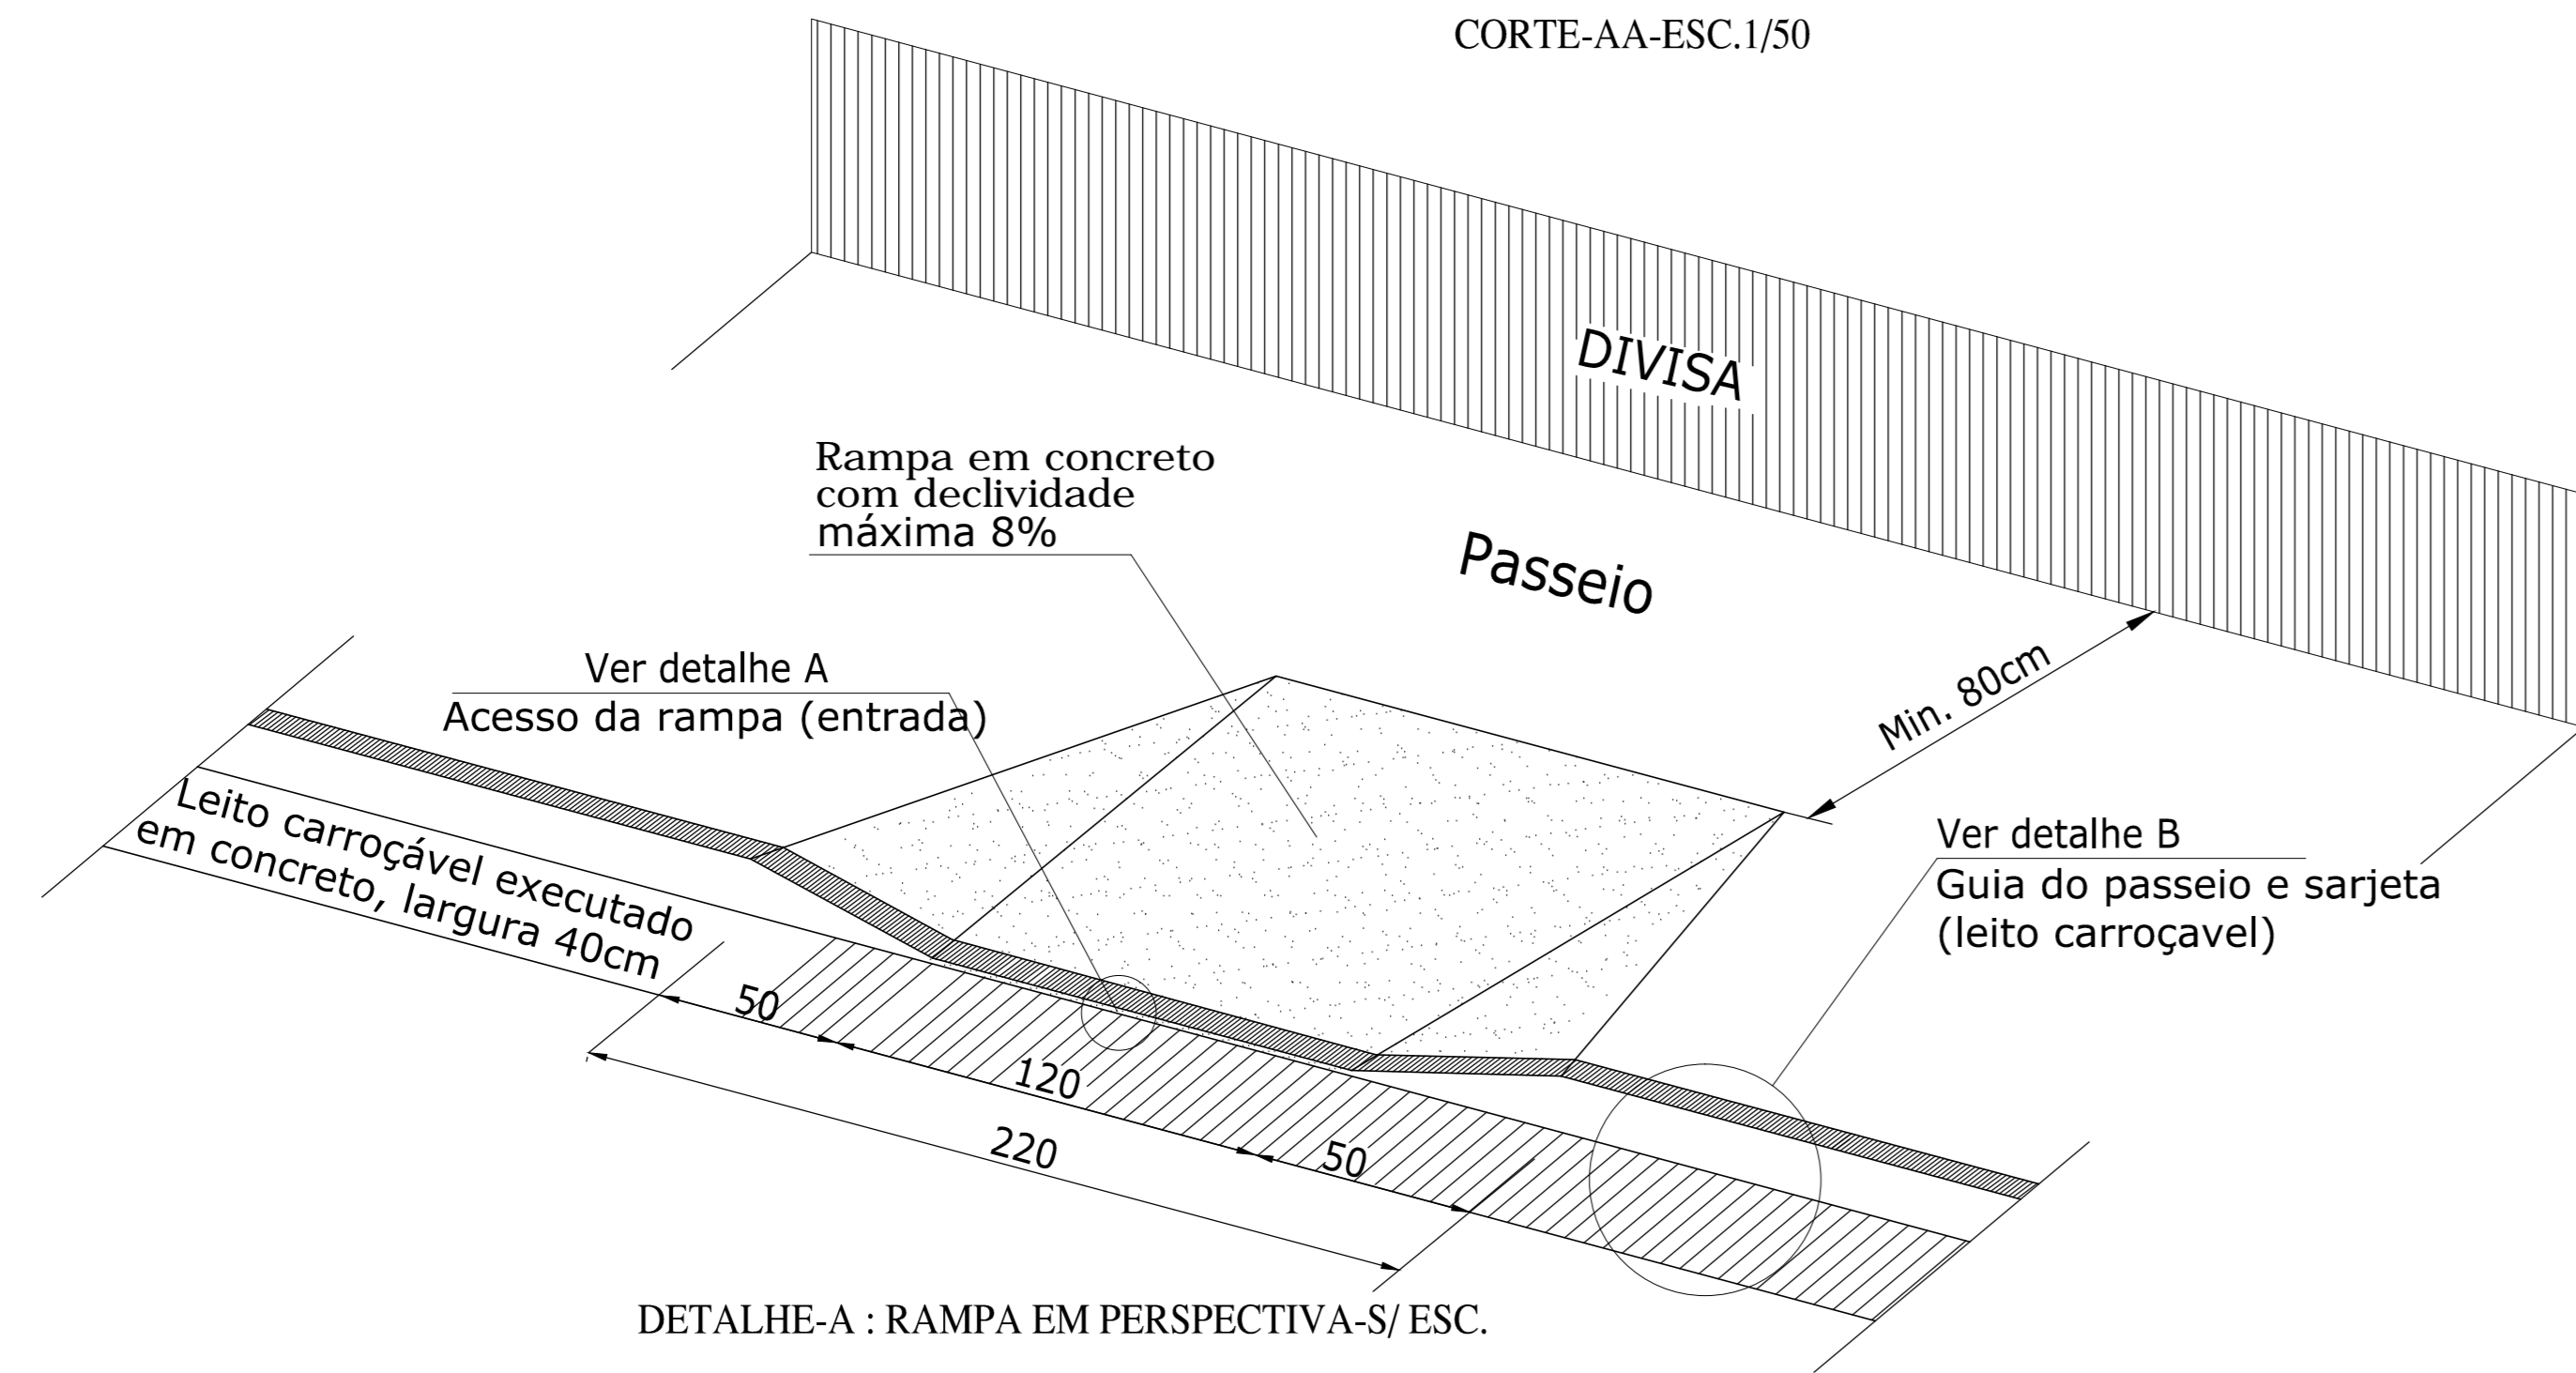 CORTE-AA-ESC.1/50
DIVISA
Rampa em concreto
com declividade
máxima 8%
Passeio
Min. 80cm
Ver detalhe A
Acesso da rampa (entrada)
Leito carroçável executado
em concreto, largura 40cm
Ver detalhe B
Guia do passeio e sarjeta
(leito carroçavel)
50
120
50
220
DETALHE-A : RAMPA EM PERSPECTIVA-S/ ESC.